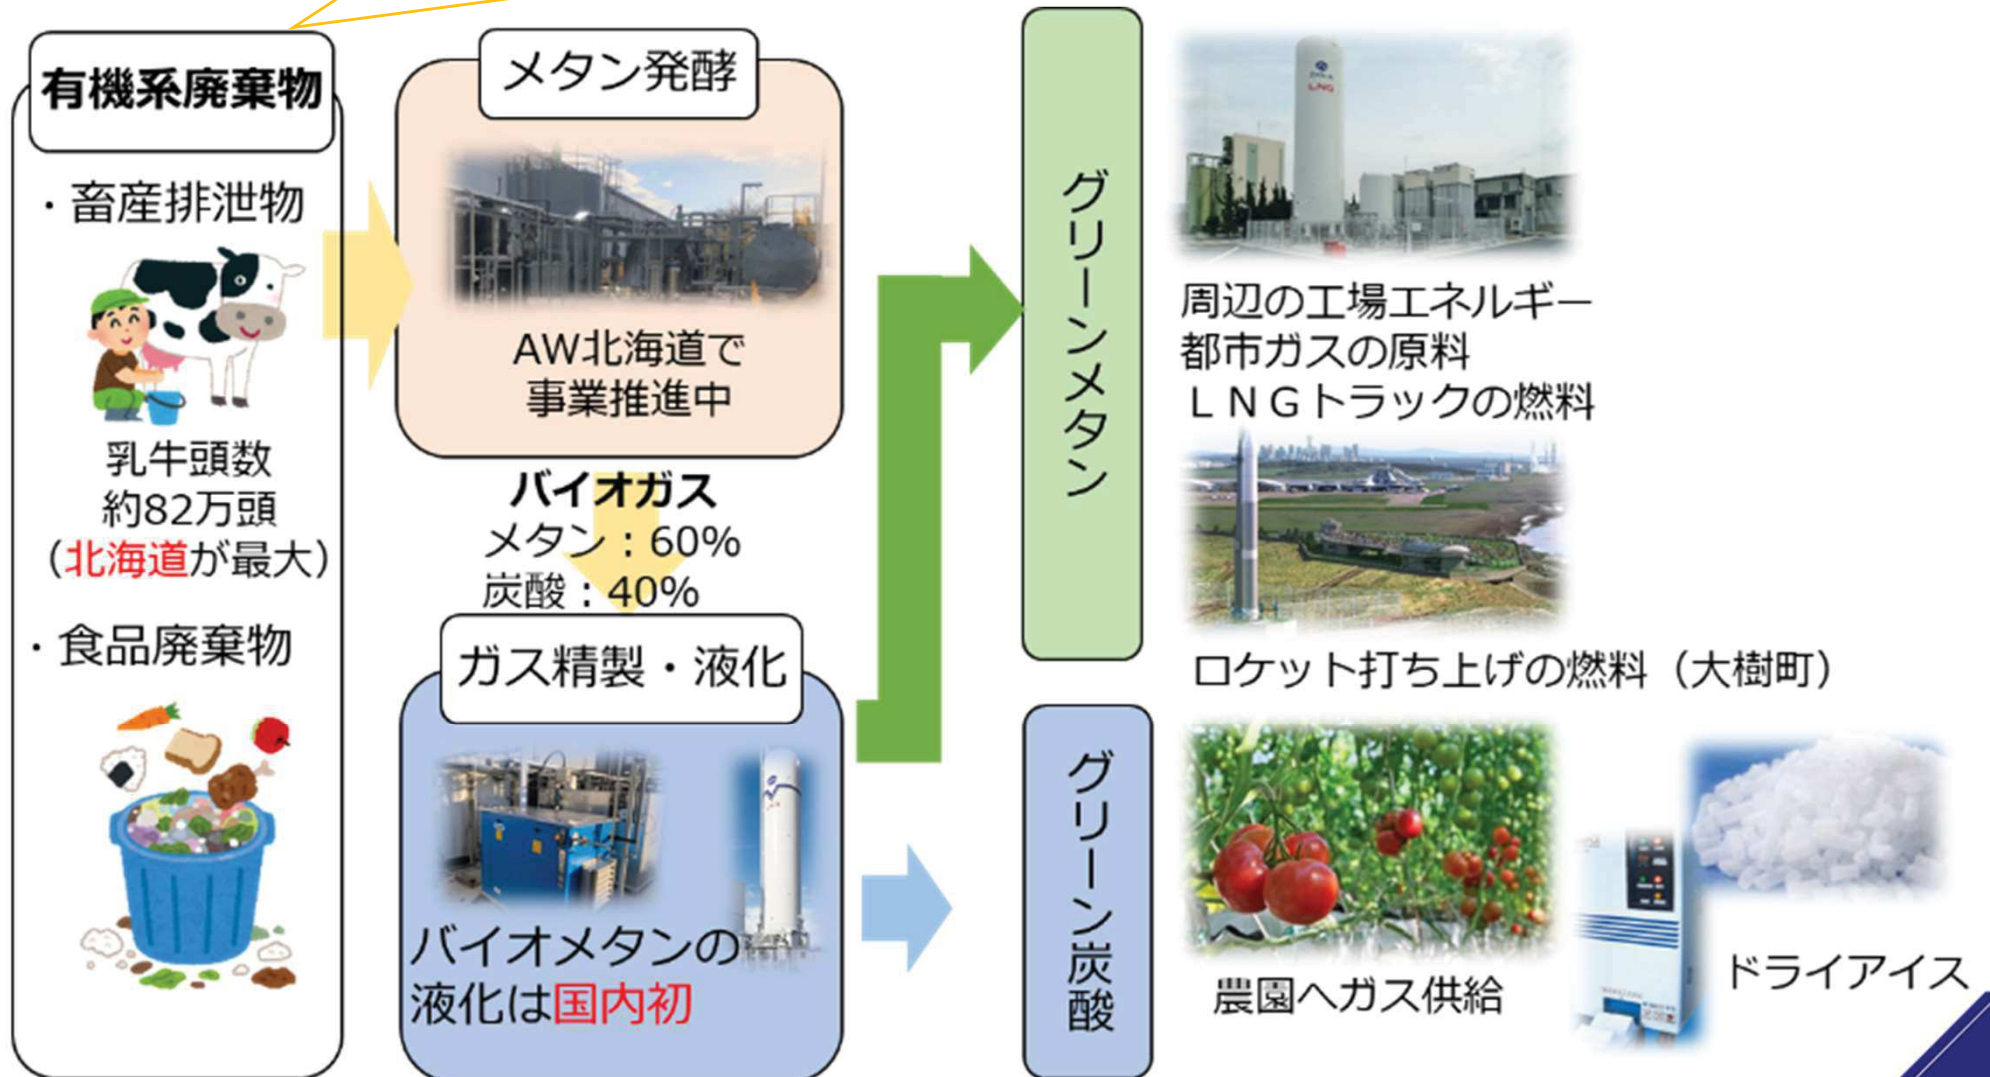 有機系廃棄物
・畜産排泄物
乳牛頭数
約82万頭
（北海道が最大）
・食品廃棄物
メタン発酵
AW北海道で
事業推進中
バイオガス
メタン：60%
炭酸：40%
ガス精製・液化
バイオメタンの
液化は国内初
グリーンメタン
LNG
周辺の工場エネルギー
都市ガスの原料
ＬＮＧトラックの燃料
ロケット打ち上げの燃料（大樹町）
グリーン炭酸
農園へガス供給
ドライアイス